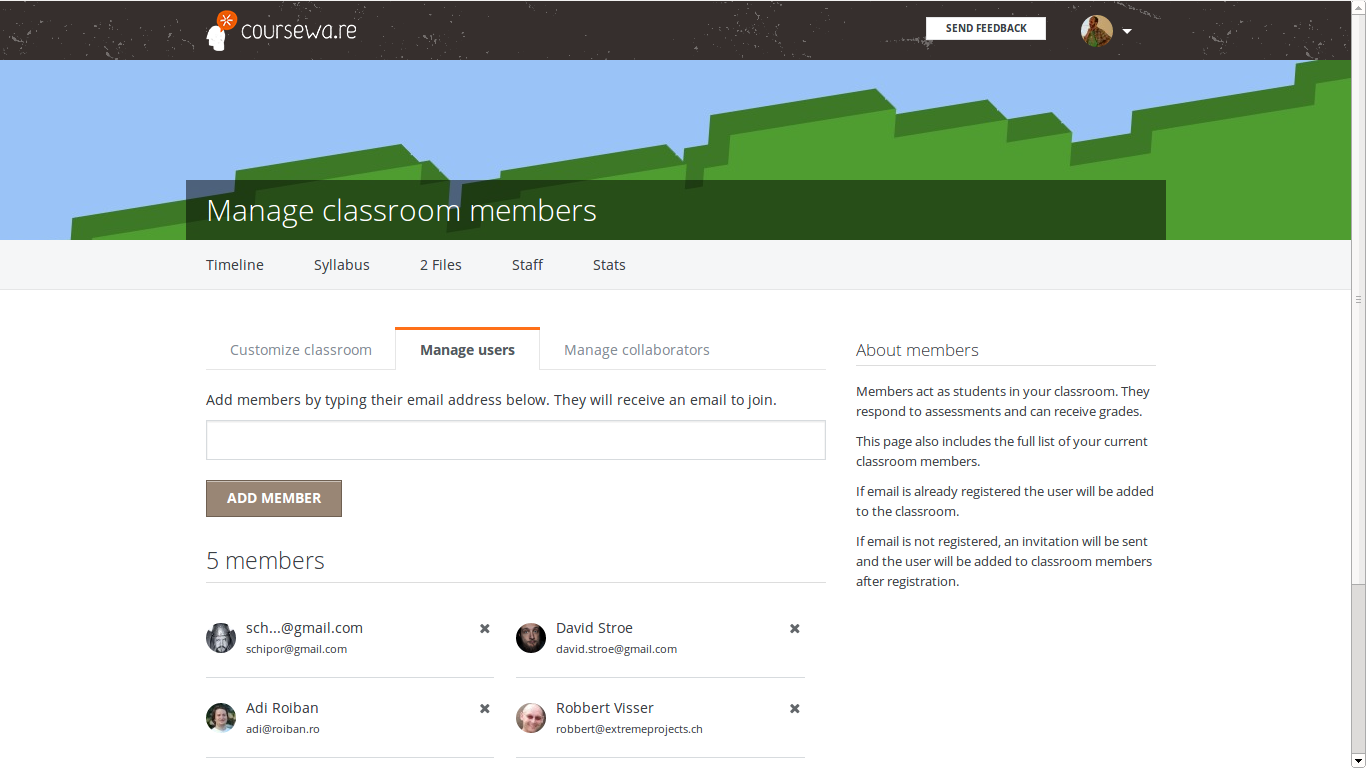 coursewa.re
SEND FEEDBACK
Manage classroom members
Timeline
Syllabus
2 Files
Staff
Stats
Customize classroom
Manage users
Manage collaborators
Add members by typing their email address below. They will receive an email to join.
ADD MEMBER
5 members
sch...@gmail.com
schipor@gmail.com
David Stroe
david.stroe@gmail.com
Adi Roiban
adi@roiban.ro
Robbert Visser
robbert@extremeprojects.ch
About members
Members act as students in your classroom. They
respond to assessments and can receive grades.
This page also includes the full list of your current
classroom members.
If email is already registered the user will be added
to the classroom.
If email is not registered, an invitation will be sent
and the user will be added to classroom members
after registration.